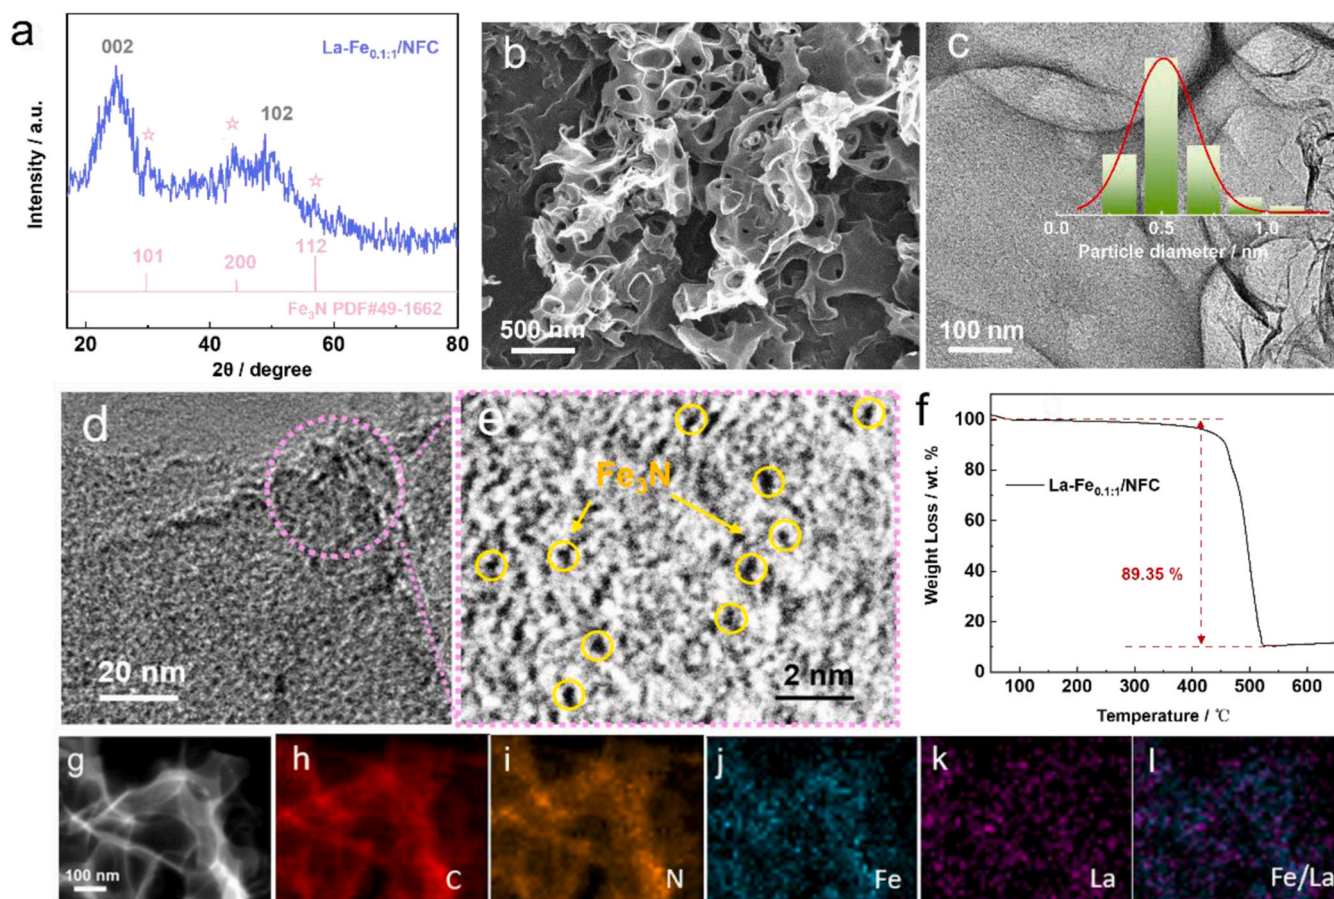 a
Intensity / a.u.
002
La-Fe0.1:1/NFC
102
☆
☆
☆
101
200
112
Fe3N PDF#49-1662
20
40
60
80
2θ / degree
b
500 nm
c
0.0
0.5
1.0
Particle diameter / nm
100 nm
d
20 nm
e
Fe3N
2 nm
f
Weight Loss / wt. %
100
80
60
40
20
0
La-Fe0.1:1/NFC
89.35 %
100
200
300
400
500
600
Temperature / ℃
g
100 nm
h
C
i
N
j
Fe
k
La
l
Fe/La